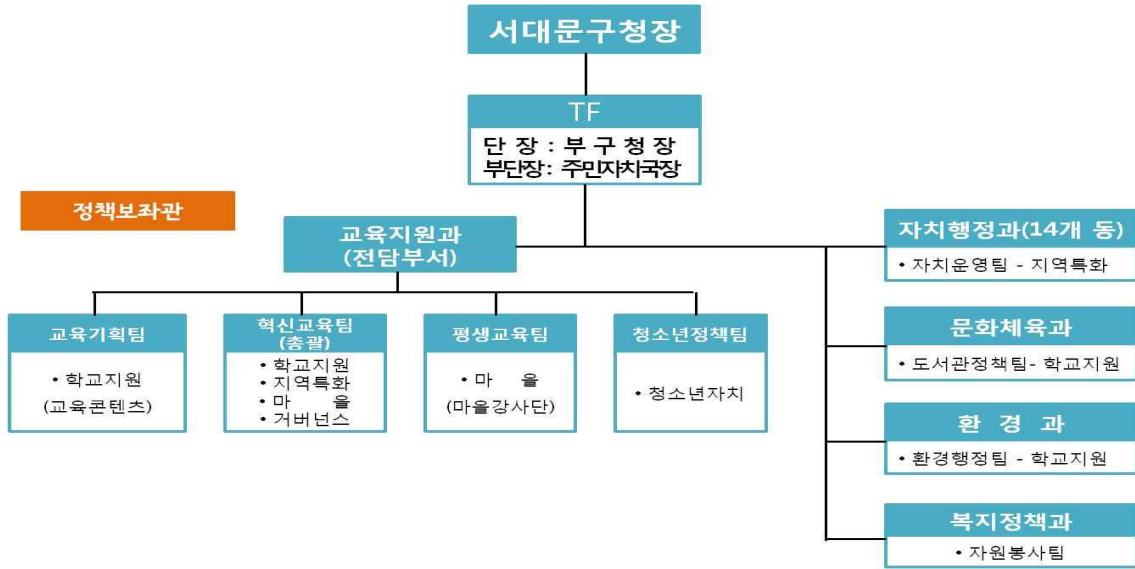 서대문구청장
TF
단 장 : 부 구 청 장
부단장: 주민자치국장
정책보좌관
교육지원과
(전담부서)
교육기획팀
• 학교지원
(교육콘텐츠)
혁신교육팀
(총괄)
• 학교지원
• 지역특화
• 마 을
• 거버넌스
평생교육팀
• 마 을
(마을강사단)
청소년정책팀
• 청소년자치
자치행정과(14개 동)
• 자치운영팀 - 지역특화
문화체육과
• 도서관정책팀- 학교지원
환 경 과
• 환경행정팀 - 학교지원
복지정책과
• 자원봉사팀